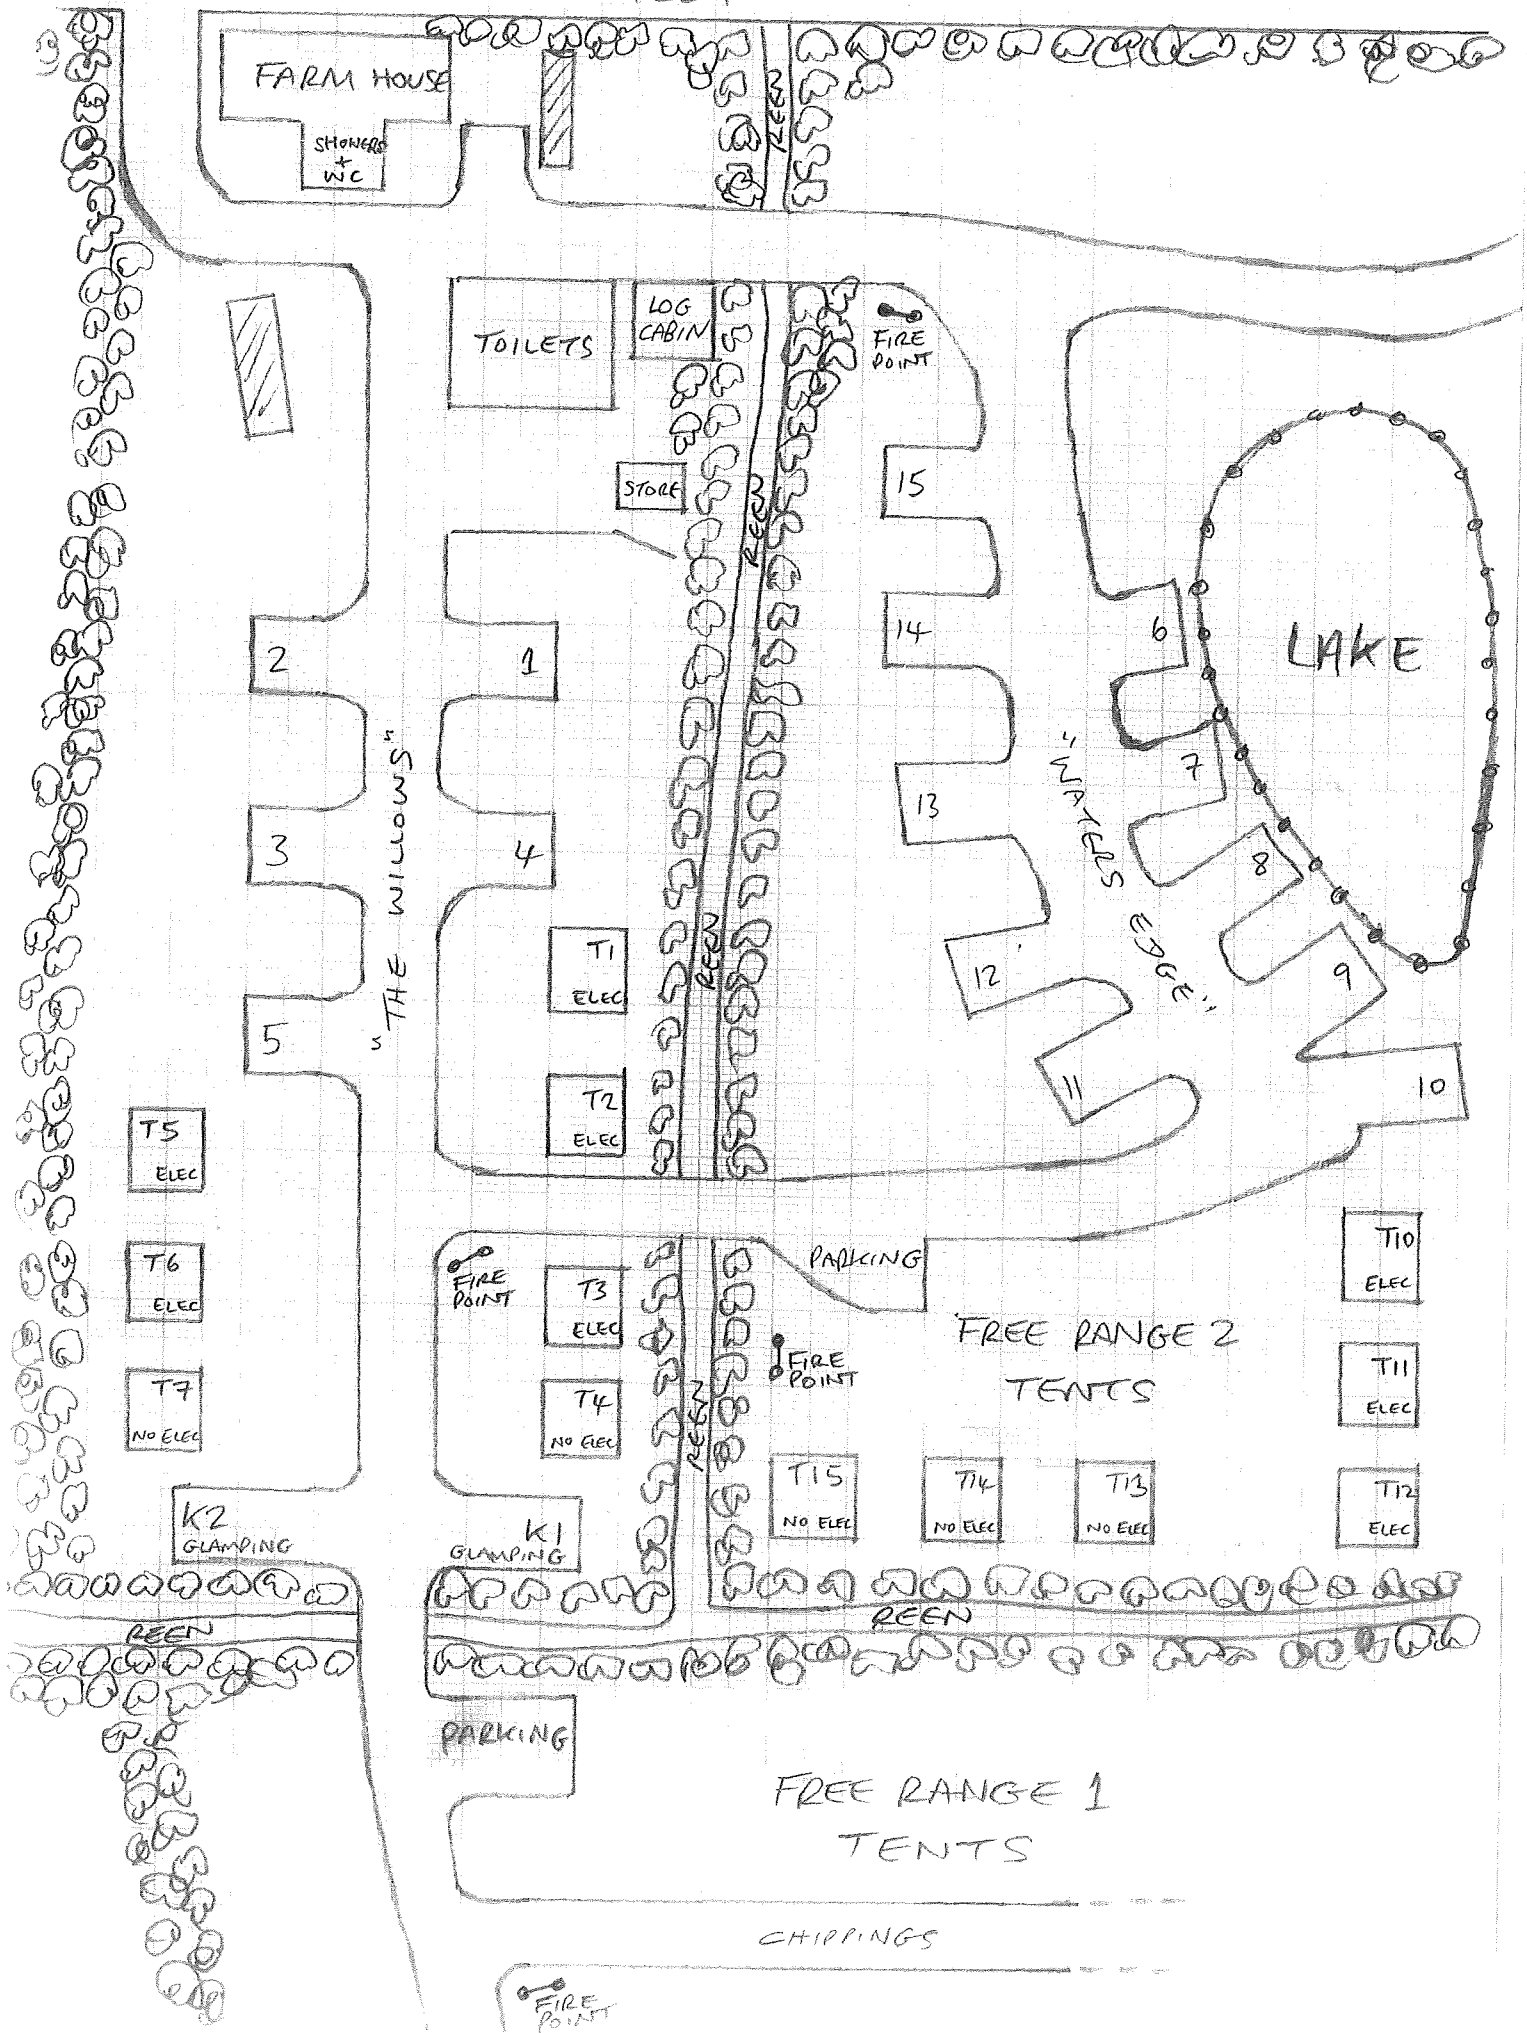 FARM HOUSE
SHOWERS
+
WC
REEN
TOILETS
LOG
CABIN
FIRE
POINT
STORE
REEN
15
14
13
12
11
6
7
8
9
10
LAKE
"WATERS EDGE"
2
1
3
4
5
"THE WILLOWS"
REEN
T1
ELEC
T2
ELEC
T5
ELEC
T6
ELEC
T7
NO ELEC
FIRE
POINT
T3
ELEC
T4
NO ELEC
REEN
PARKING
FIRE
POINT
FREE RANGE 2
TENTS
T10
ELEC
T11
ELEC
T12
ELEC
T15
NO ELEC
T14
NO ELEC
T13
NO ELEC
K2
GLAMPING
K1
GLAMPING
REEN
REEN
PARKING
FREE RANGE 1
TENTS
CHIPPINGS
FIRE
POINT